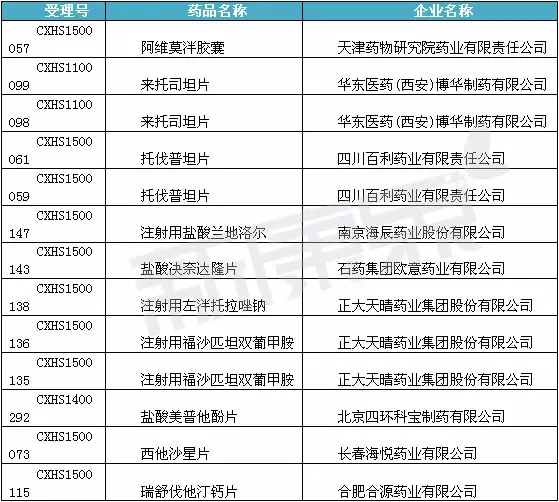 受理号 药品名称 企业名称
CXHS1500
057 阿维莫泮胶囊 天津药物研究院药业有限责任公司
CXHS1100
099 来托司坦片 华东医药(西安)博华制药有限公司
CXHS1100
098 来托司坦片 华东医药(西安)博华制药有限公司
CXHS1500
061 托伐普坦片 四川百利药业有限责任公司
CXHS1500
059 托伐普坦片 四川百利药业有限责任公司
CXHS1500
147 注射用盐酸兰地洛尔 南京海辰药业股份有限公司
CXHS1500
143 盐酸决奈达隆片 石药集团欧意药业有限公司
CXHS1500
138 注射用左泮托拉唑钠 正大天晴药业集团股份有限公司
CXHS1500
136 注射用福沙匹坦双葡甲胺 正大天晴药业集团股份有限公司
CXHS1500
135 注射用福沙匹坦双葡甲胺 正大天晴药业集团股份有限公司
CXHS1400
292 盐酸美普他酚片 北京四环科宝制药有限公司
CXHS1500
073 西他沙星片 长春海悦药业有限公司
CXHS1500
115 瑞舒伐他汀钙片 合肥合源药业有限公司